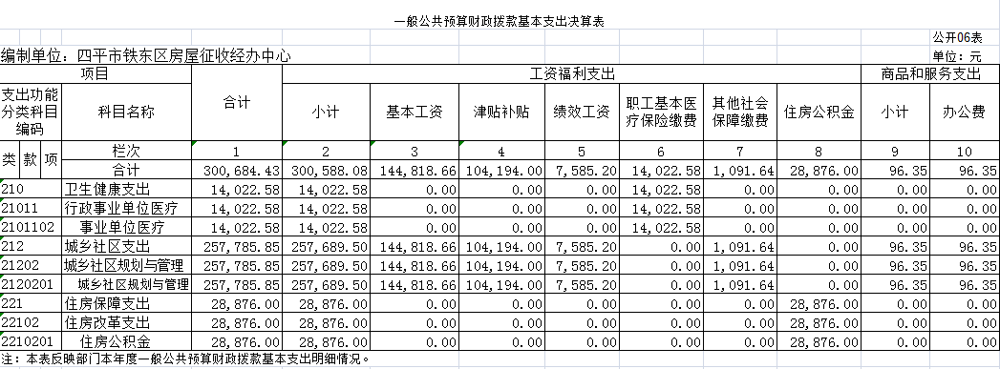 一般公共预算财政拨款基本支出决算表
公开06表
编制单位：四平市铁东区房屋征收经办中心 单位：元
项目 合计 工资福利支出 商品和服务支出
支出功能分类科目编码 科目名称 小计 基本工资 津贴补贴 绩效工资 职工基本医疗保险缴费 其他社会保障缴费 住房公积金 小计 办公费
类 款 项 栏次 1 2 3 4 5 6 7 8 9 10
合计 300,684.43 300,588.08 144,818.66 104,194.00 7,585.20 14,022.58 1,091.64 28,876.00 96.35 96.35
210 卫生健康支出 14,022.58 14,022.58 0.00 0.00 0.00 14,022.58 0.00 0.00 0.00 0.00
21011 行政事业单位医疗 14,022.58 14,022.58 0.00 0.00 0.00 14,022.58 0.00 0.00 0.00 0.00
2101102 事业单位医疗 14,022.58 14,022.58 0.00 0.00 0.00 14,022.58 0.00 0.00 0.00 0.00
212 城乡社区支出 257,785.85 257,689.50 144,818.66 104,194.00 7,585.20 0.00 1,091.64 0.00 96.35 96.35
21202 城乡社区规划与管理 257,785.85 257,689.50 144,818.66 104,194.00 7,585.20 0.00 1,091.64 0.00 96.35 96.35
2120201 城乡社区规划与管理 257,785.85 257,689.50 144,818.66 104,194.00 7,585.20 0.00 1,091.64 0.00 96.35 96.35
221 住房保障支出 28,876.00 28,876.00 0.00 0.00 0.00 0.00 0.00 28,876.00 0.00 0.00
22102 住房改革支出 28,876.00 28,876.00 0.00 0.00 0.00 0.00 0.00 28,876.00 0.00 0.00
2210201 住房公积金 28,876.00 28,876.00 0.00 0.00 0.00 0.00 0.00 28,876.00 0.00 0.00
注：本表反映部门本年度一般公共预算财政拨款基本支出明细情况。